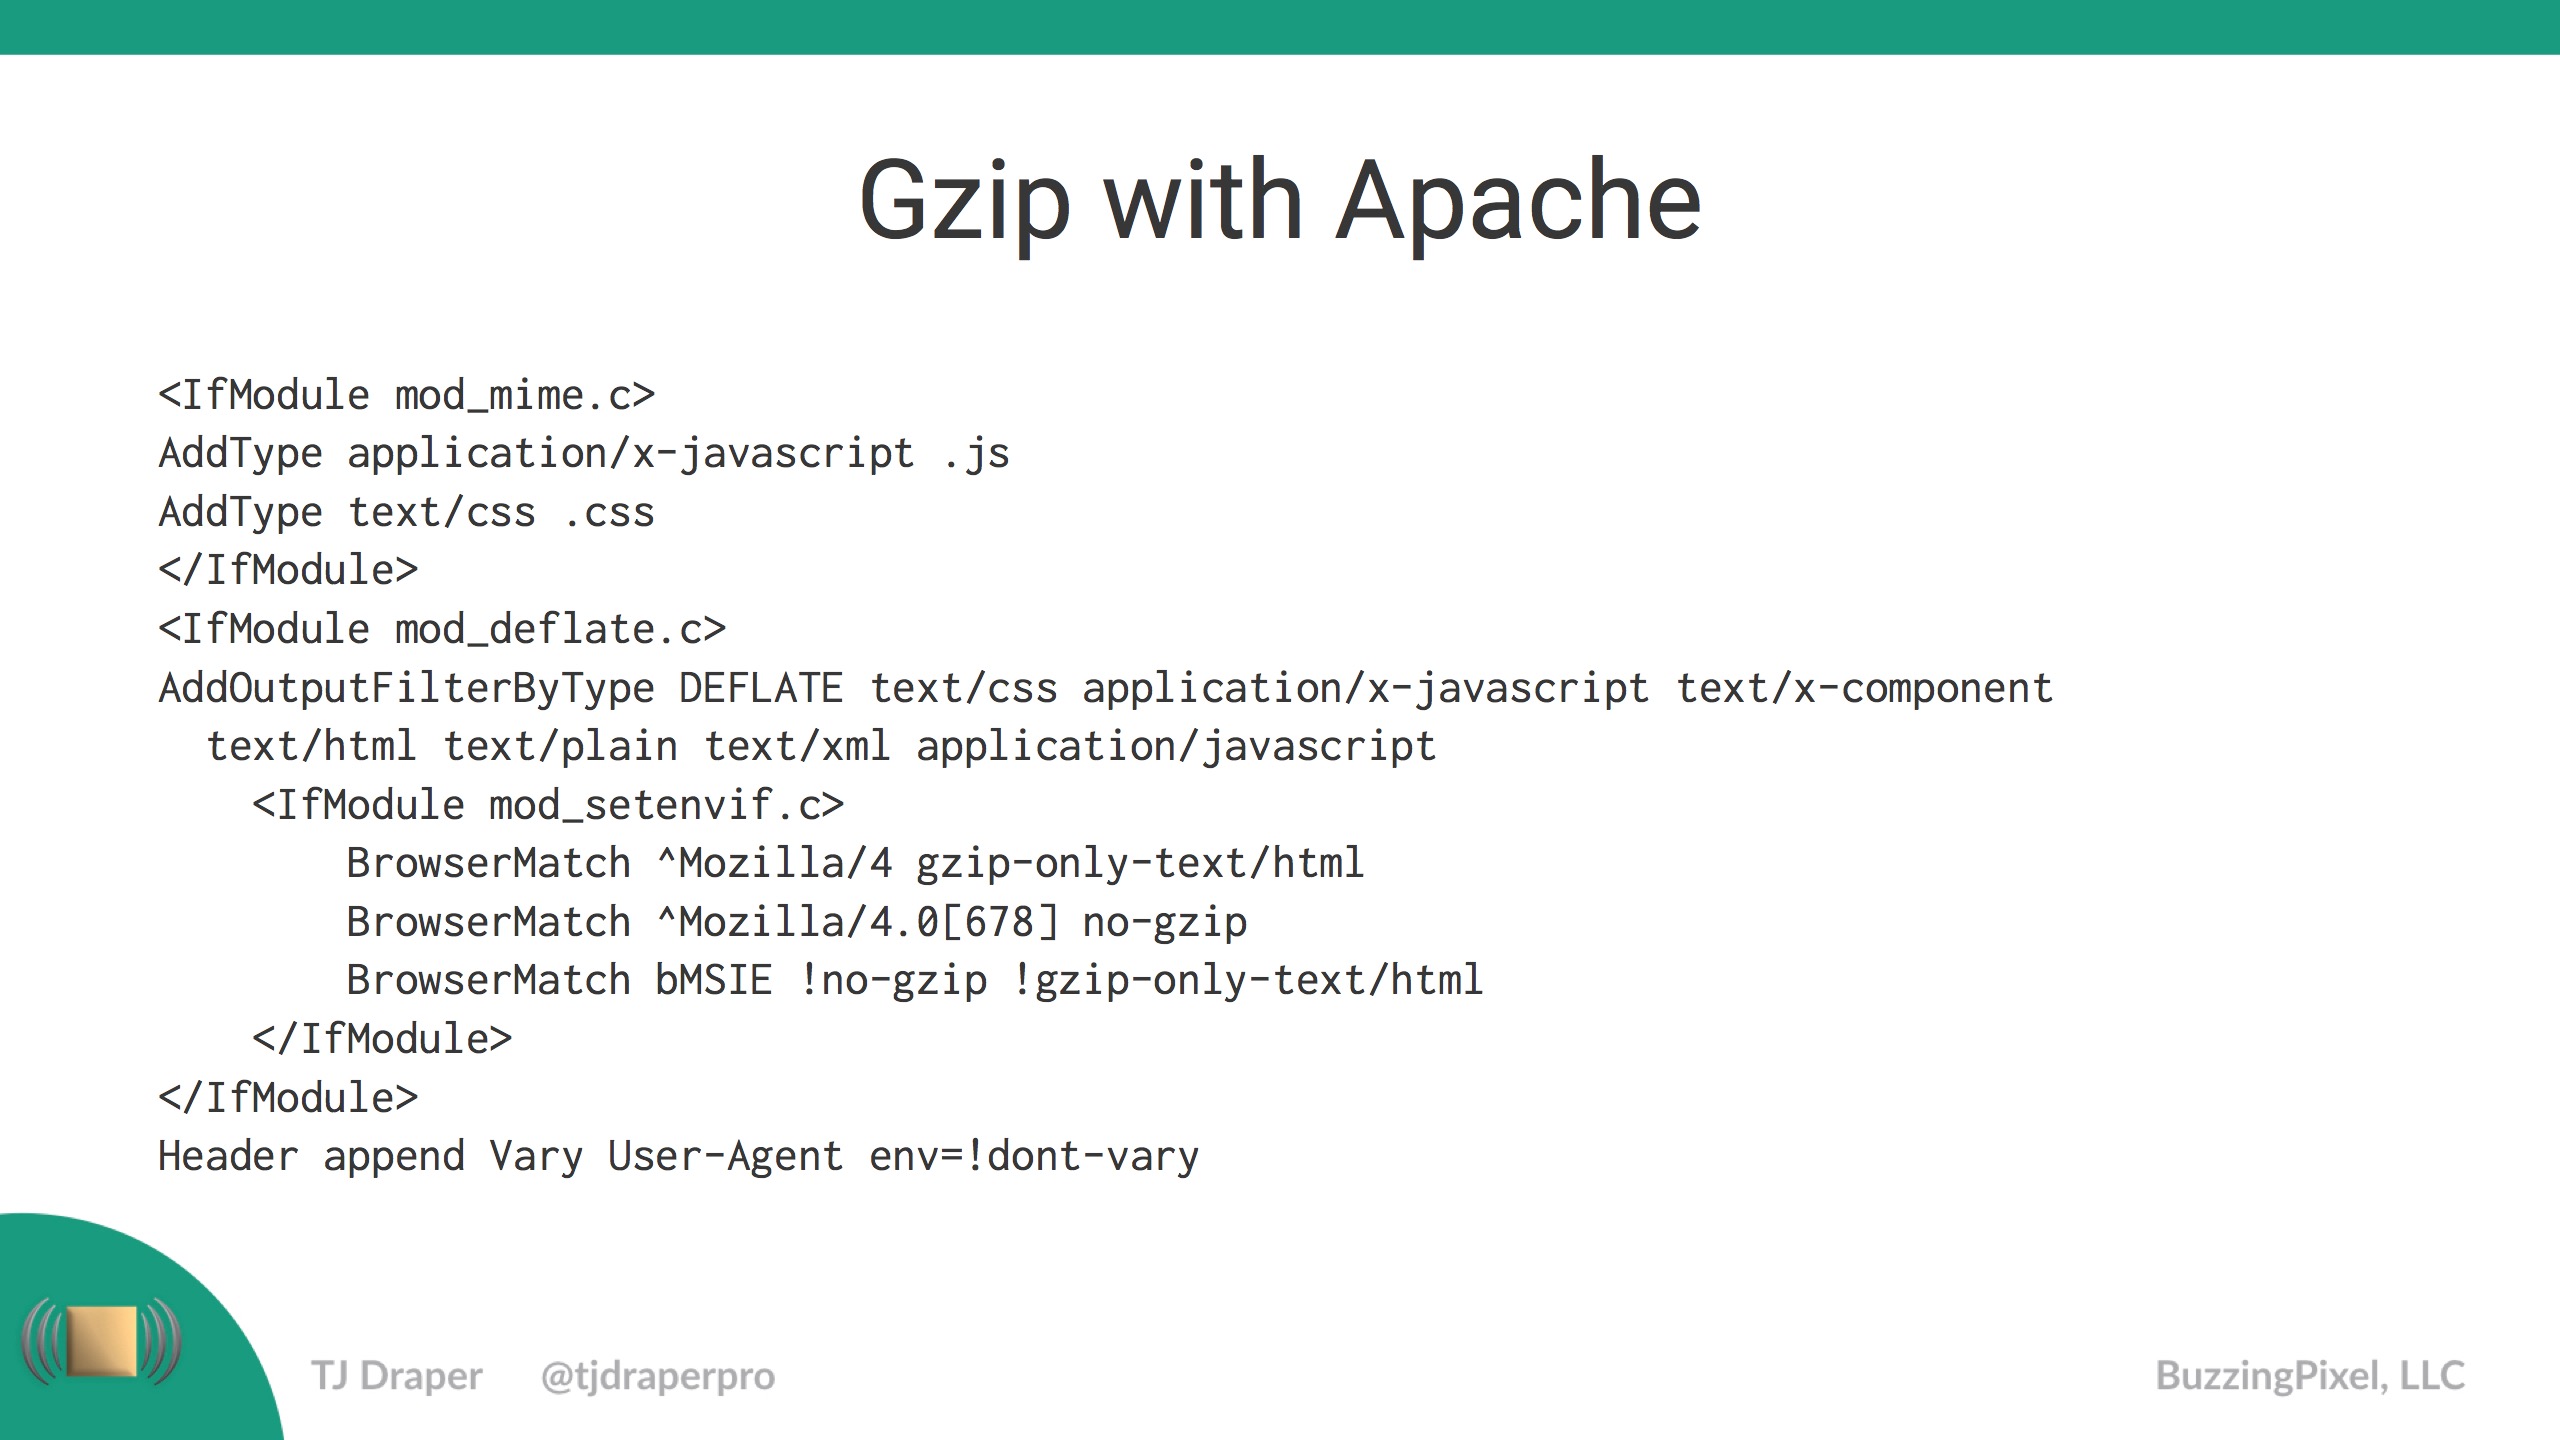 Gzip with Apache
<IfModule mod_mime.c>
AddType application/x-javascript .js
AddType text/css .css
</IfModule>
<IfModule mod_deflate.c>
AddOutputFilterByType DEFLATE text/css application/x-javascript text/x-component
text/html text/plain text/xml application/javascript
<IfModule mod_setenvif.c>
BrowserMatch ^Mozilla/4 gzip-only-text/html
BrowserMatch ^Mozilla/4.0[678] no-gzip
BrowserMatch bMSIE !no-gzip !gzip-only-text/html
</IfModule>
</IfModule>
Header append Vary User-Agent env=!dont-vary
TJ Draper @tjdraperpro
BuzzingPixel, LLC